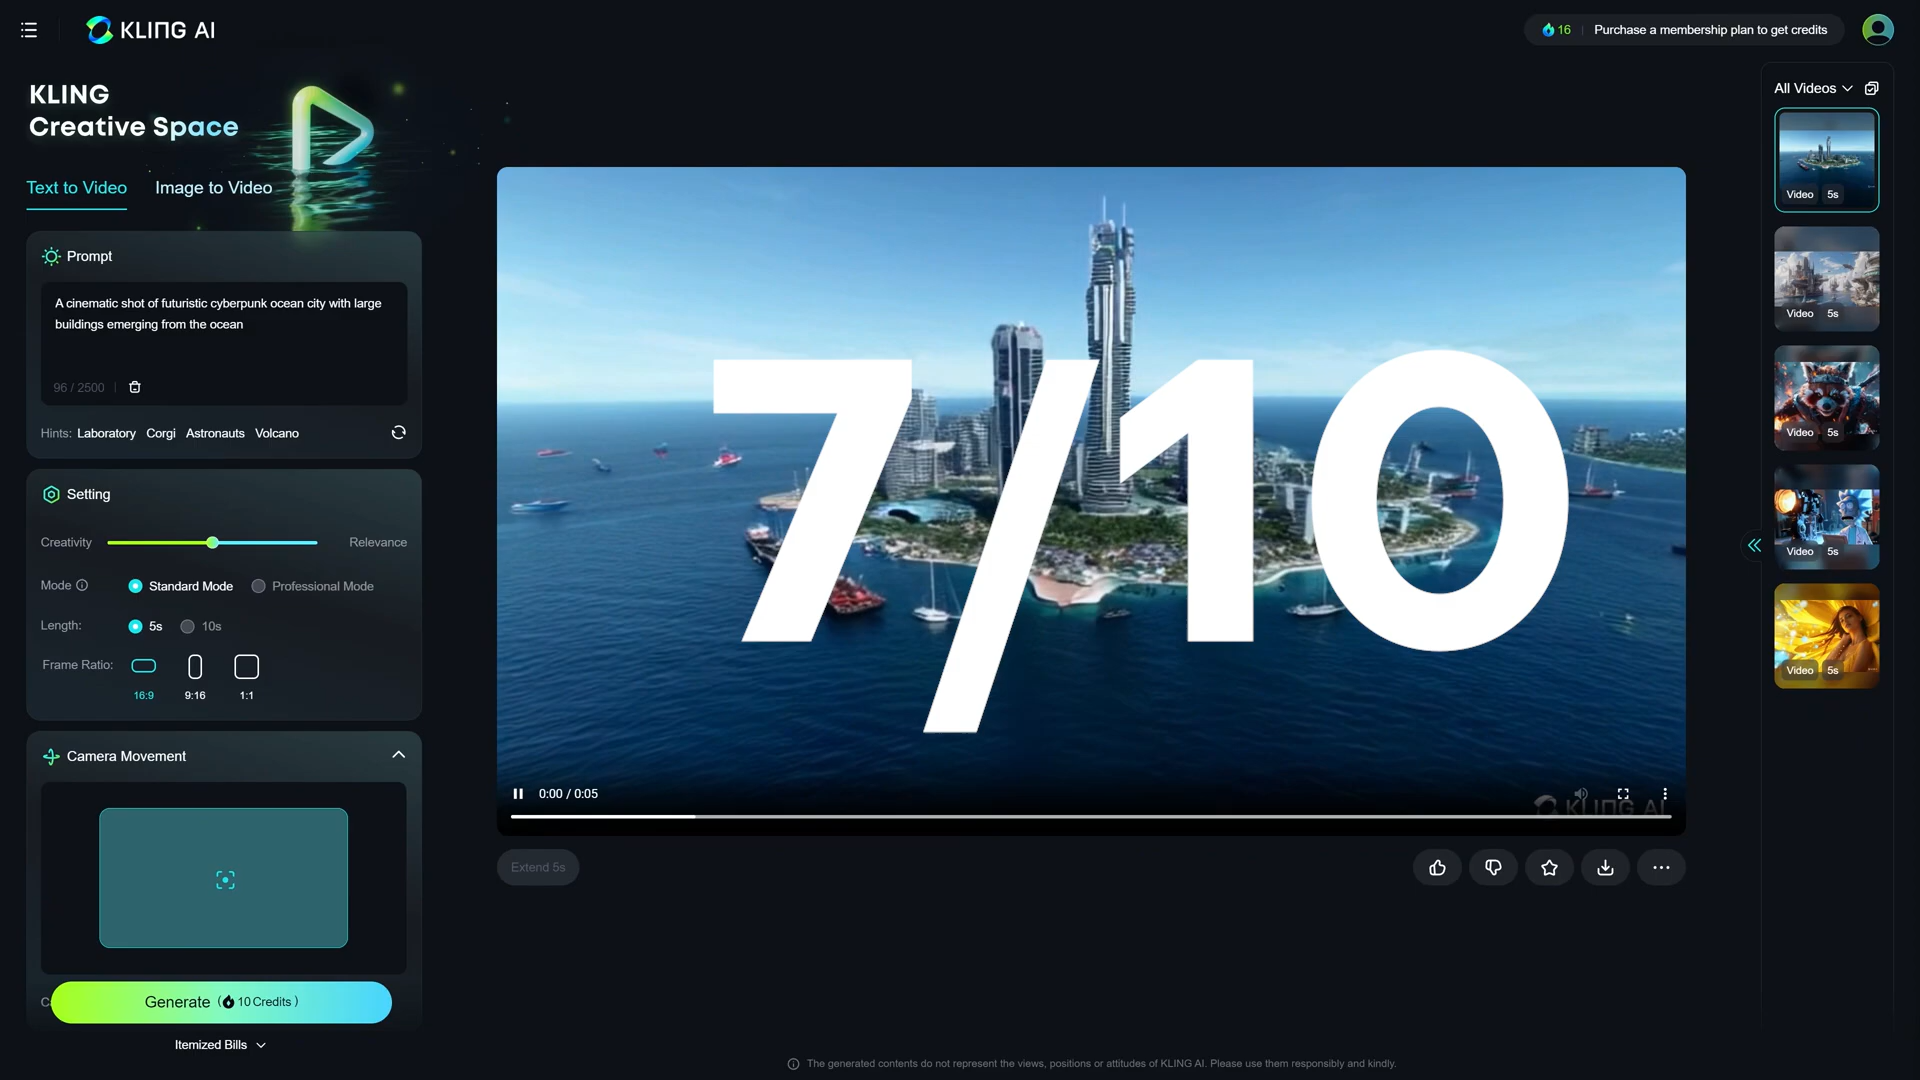 KLING AI
16
Purchase a membership plan to get credits
KLING
Creative Space
Text to Video
Image to Video
Prompt
A cinematic shot of futuristic cyberpunk ocean city with large
buildings emerging from the ocean
96 / 2500
Hints: Laboratory Corgi Astronauts Volcano
Setting
Creativity
Relevance
Mode
Standard Mode
Professional Mode
Length:
5s
10s
Frame Ratio:
16:9
9:16
1:1
Camera Movement
Generate ( 10 Credits )
Itemized Bills
7/10
0:00 / 0:05
KLING AI
Extend 5s
All Videos
Video 5s
Video 5s
Video 5s
Video 5s
Video 5s
The generated contents do not represent the views, positions or attitudes of KLING AI. Please use them responsibly and kindly.